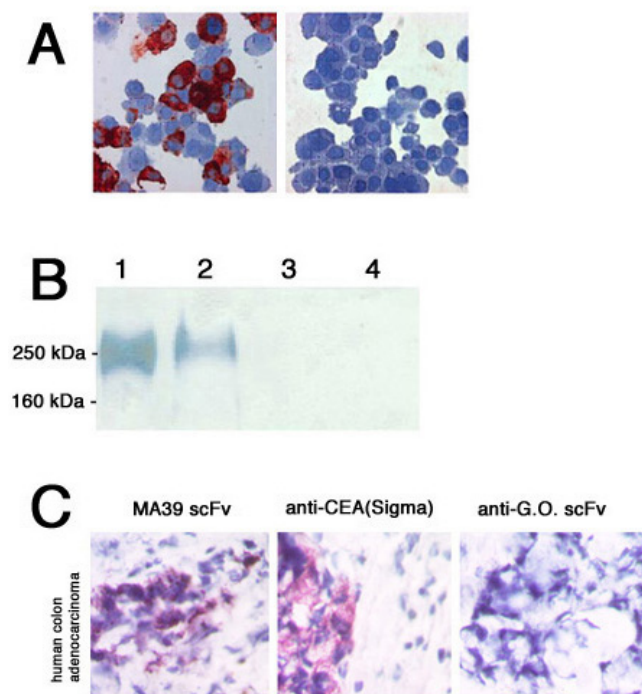 A
B
1 2 3 4
250 kDa -
160 kDa -
C
MA39 scFv anti-CEA(Sigma) anti-G.O. scFv
human colon
adenocarcinoma